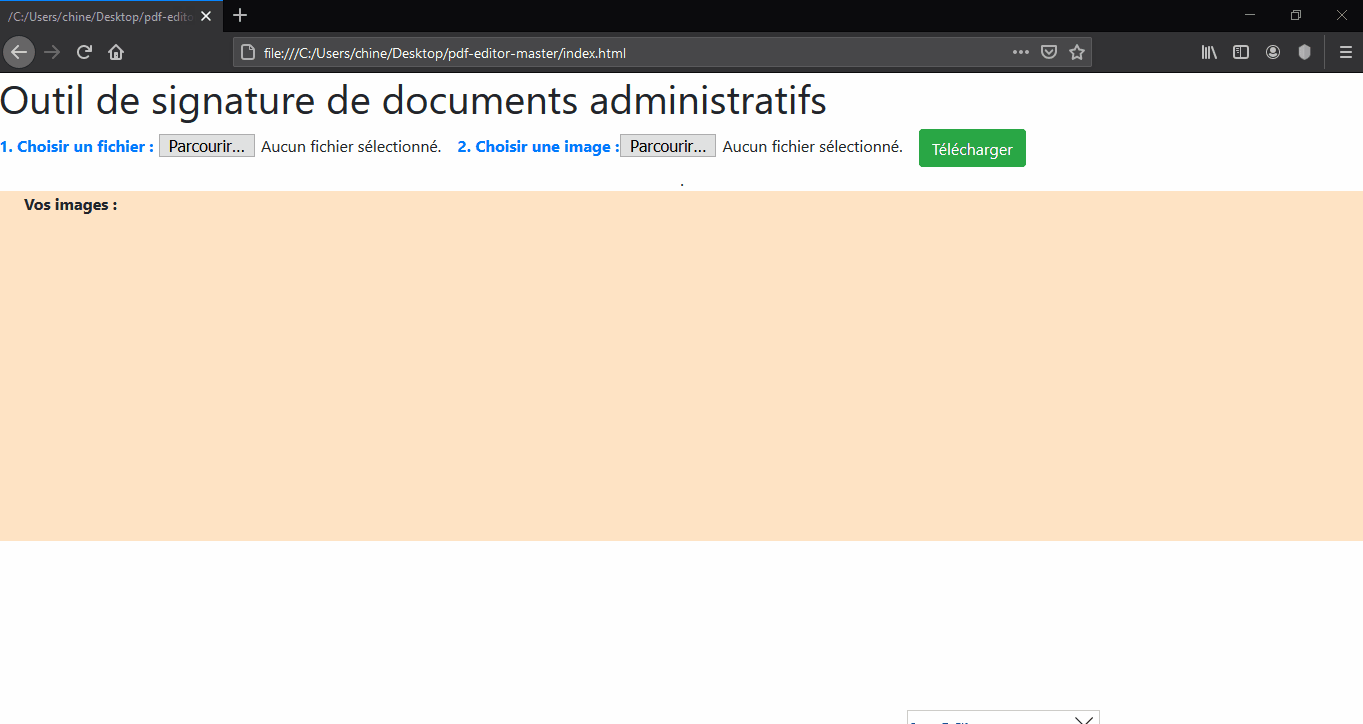 /C:/Users/chine/Desktop/pdf-edito
file:///C:/Users/chine/Desktop/pdf-editor-master/index.html
Outil de signature de documents administratifs
1. Choisir un fichier : Parcourir... Aucun fichier sélectionné. 2. Choisir une image : Parcourir... Aucun fichier sélectionné. Télécharger
.
Vos images :